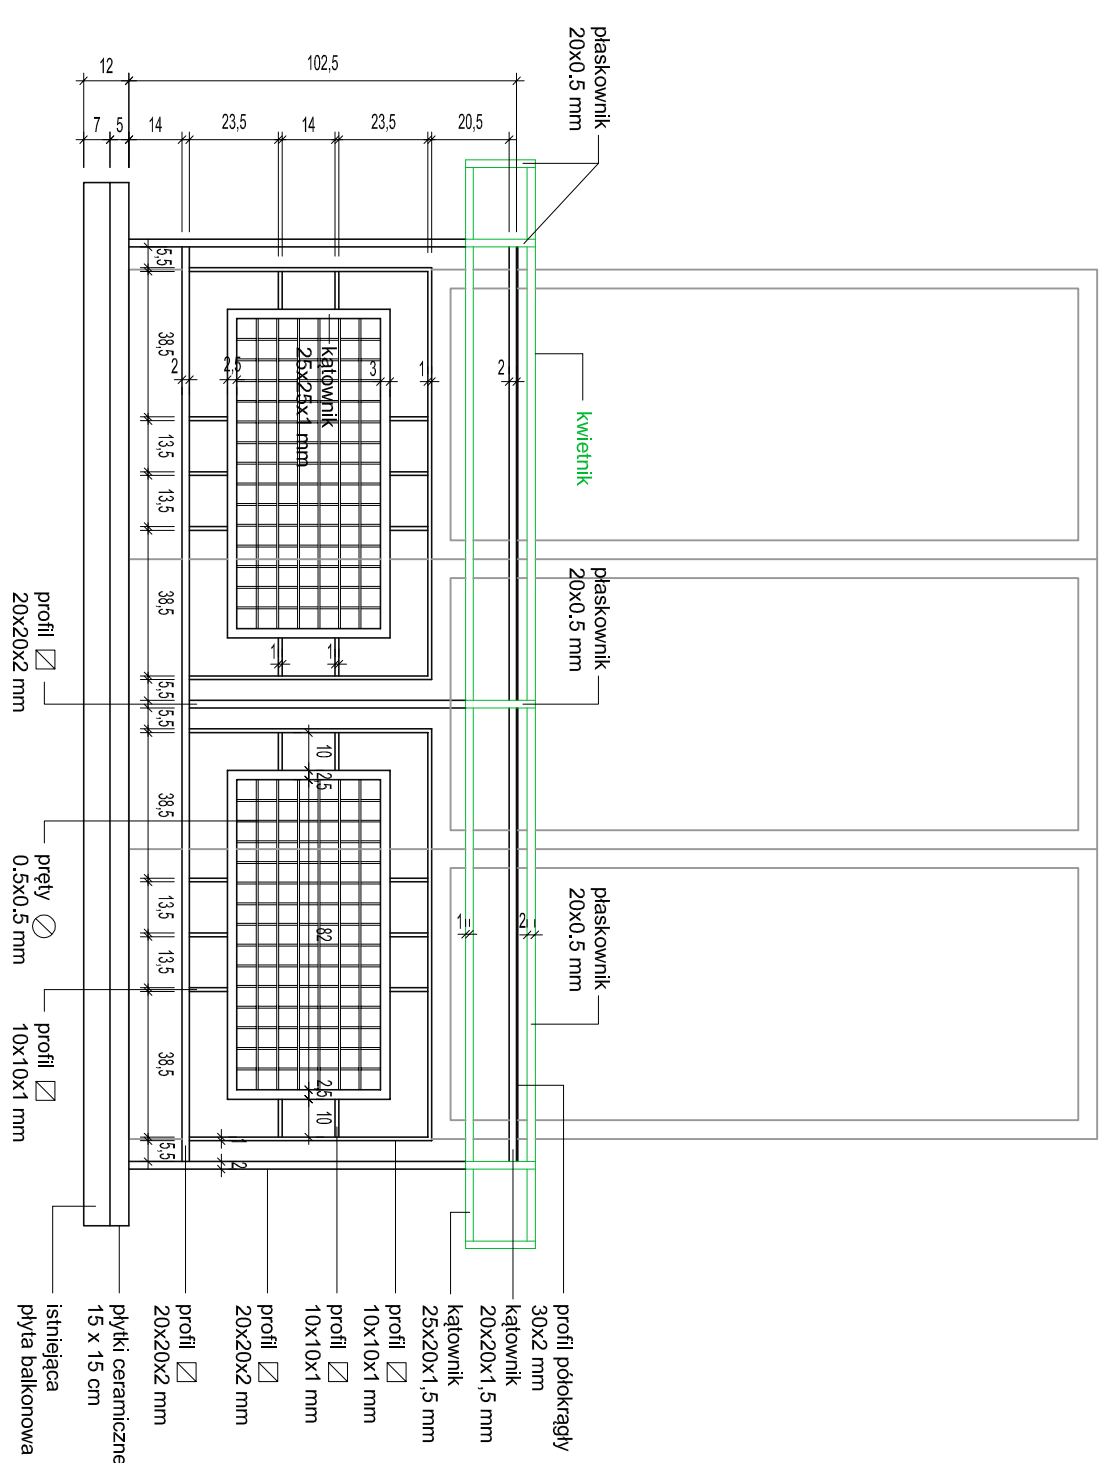 płaskownik
20x0.5 mm
102,5
12
20,5
23,5
14
23,5
14
5
7
kwietnik
płaskownik
20x0.5 mm
płaskownik
20x0.5 mm
2
1
3
kątownik
25x25x1 mm
2,5
2
5,5
38,5
13,5
13,5
38,5
5,5
5,5
38,5
13,5
13,5
38,5
5,5
1
1
10
2,5
82
2,5
10
1
2
1
2
profil
20x20x2 mm
pręty
0.5x0.5 mm
profil
10x10x1 mm
profil półokrągły
30x2 mm
kątownik
20x20x1,5 mm
kątownik
25x20x1,5 mm
profil
10x10x1 mm
profil
10x10x1 mm
profil
20x20x2 mm
profil
20x20x2 mm
płytki ceramiczne
15 x 15 cm
istniejąca
płyta balkonowa